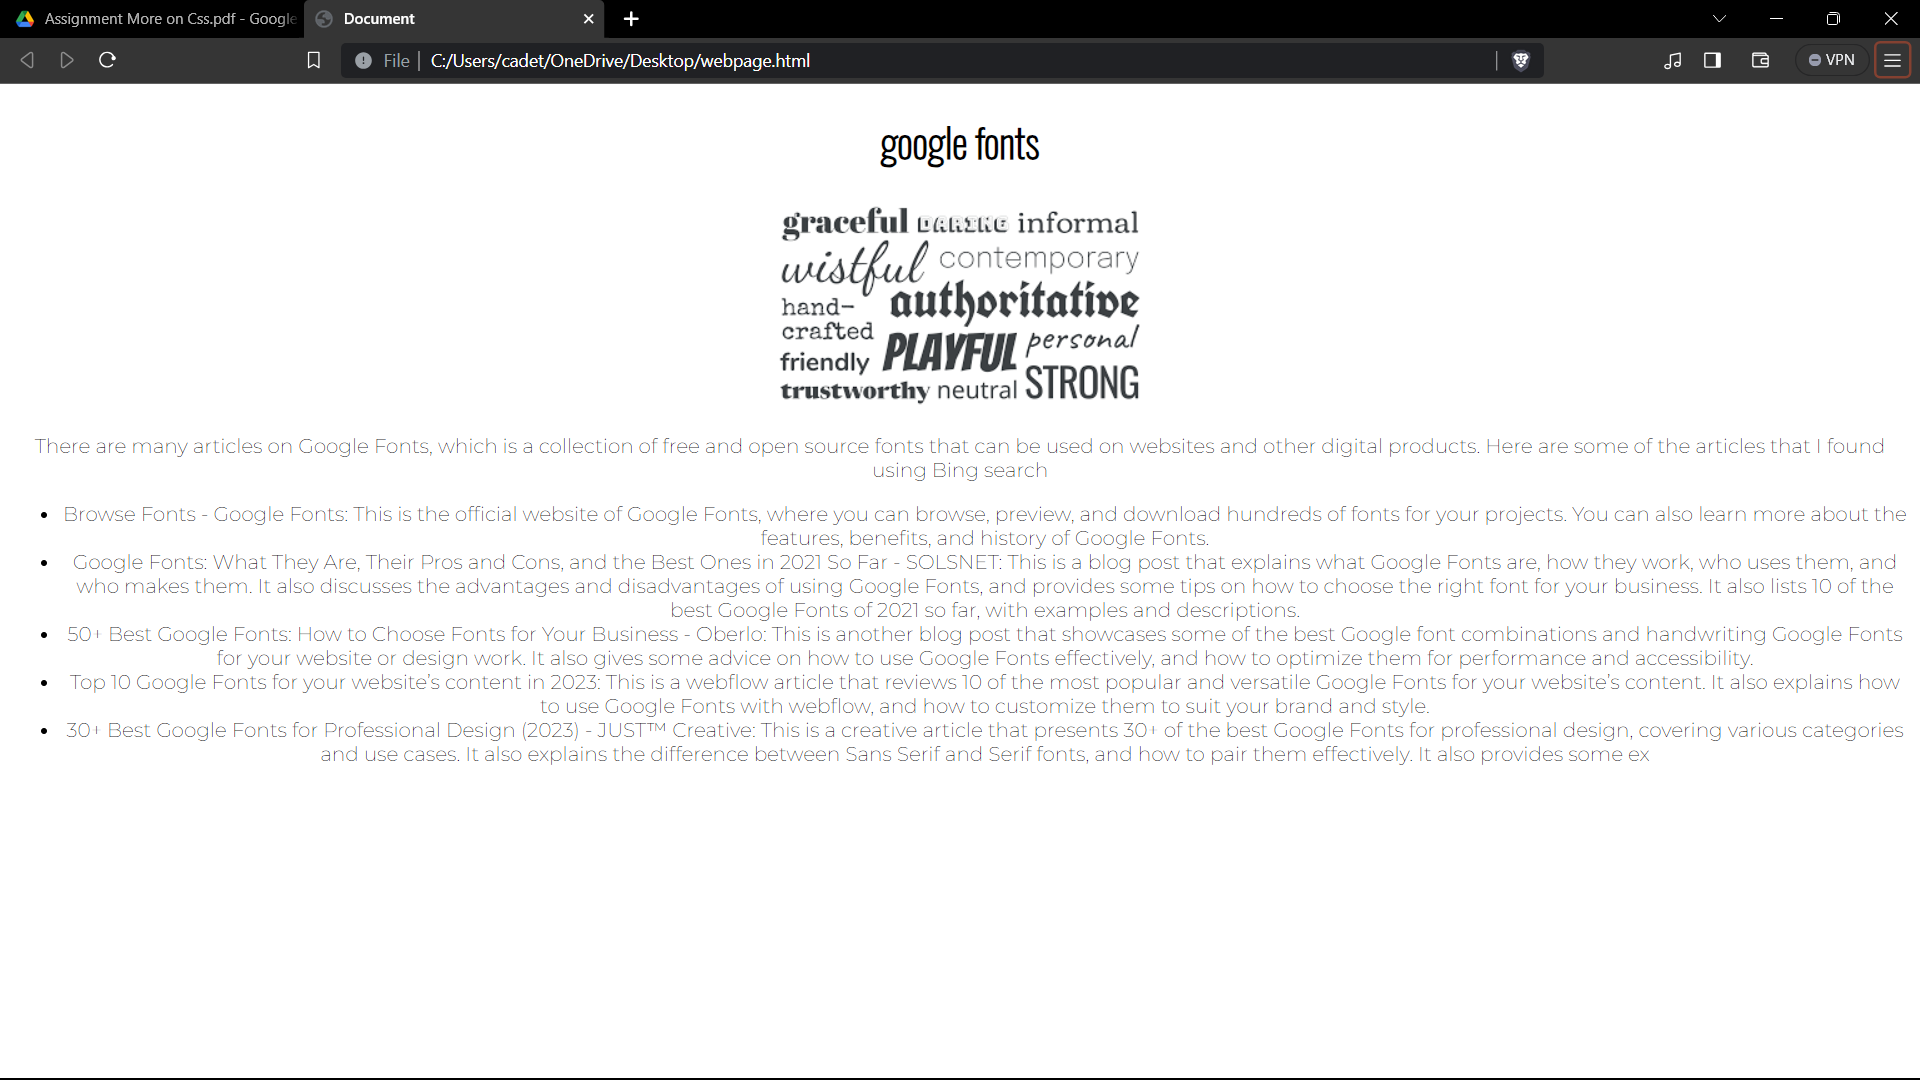 Assignment More on Css.pdf - Google
Document
File
C:/Users/cadet/OneDrive/Desktop/webpage.html
VPN
google fonts
graceful DARING informal
wistful contemporary
hand-
crafted
authoritative
friendly PLAYFUL personal
trustworthy neutral STRONG
There are many articles on Google Fonts, which is a collection of free and open source fonts that can be used on websites and other digital products. Here are some of the articles that I found
using Bing search
• Browse Fonts - Google Fonts: This is the official website of Google Fonts, where you can browse, preview, and download hundreds of fonts for your projects. You can also learn more about the
features, benefits, and history of Google Fonts.
• Google Fonts: What They Are, Their Pros and Cons, and the Best Ones in 2021 So Far - SOLSNET: This is a blog post that explains what Google Fonts are, how they work, who uses them, and
who makes them. It also discusses the advantages and disadvantages of using Google Fonts, and provides some tips on how to choose the right font for your business. It also lists 10 of the
best Google Fonts of 2021 so far, with examples and descriptions.
• 50+ Best Google Fonts: How to Choose Fonts for Your Business - Oberlo: This is another blog post that showcases some of the best Google font combinations and handwriting Google Fonts
for your website or design work. It also gives some advice on how to use Google Fonts effectively, and how to optimize them for performance and accessibility.
• Top 10 Google Fonts for your website's content in 2023: This is a webflow article that reviews 10 of the most popular and versatile Google Fonts for your website's content. It also explains how
to use Google Fonts with webflow, and how to customize them to suit your brand and style.
• 30+ Best Google Fonts for Professional Design (2023) - JUST™ Creative: This is a creative article that presents 30+ of the best Google Fonts for professional design, covering various categories
and use cases. It also explains the difference between Sans Serif and Serif fonts, and how to pair them effectively. It also provides some ex